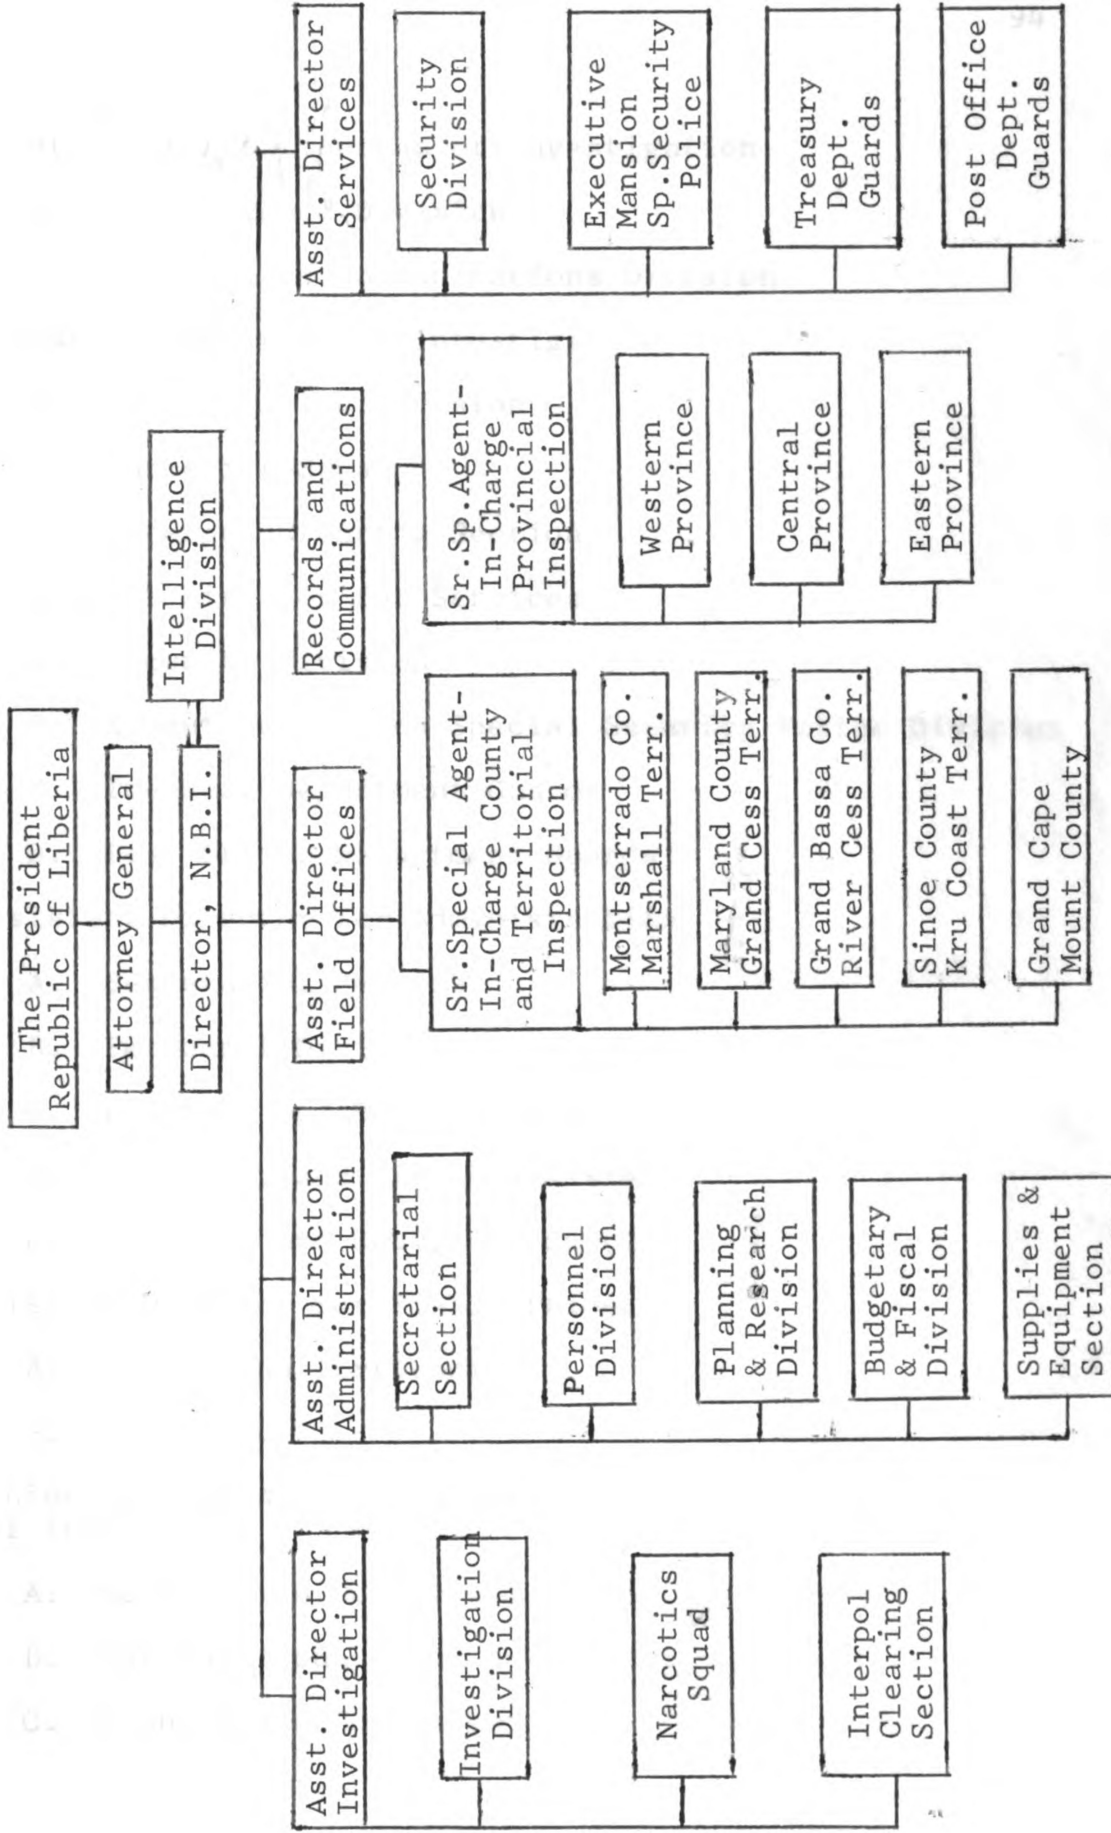 The President
Republic of Liberia
Attorney General
Director, N.B.I.
Intelligence
Division
Asst. Director
Investigation
Investigation
Division
Narcotics
Squad
Interpol
Clearing
Section
Asst. Director
Administration
Secretarial
Section
Personnel
Division
Planning
& Research
Division
Budgetary
& Fiscal
Division
Supplies &
Equipment
Section
Asst. Director
Field Offices
Sr.Special Agent-
In-Charge County
and Territorial
Inspection
Montserrado Co.
Marshall Terr.
Maryland County
Grand Cess Terr.
Grand Bassa Co.
River Cess Terr.
Sinoe County
Kru Coast Terr.
Grand Cape
Mount County
Sr.Sp.Agent-
In-Charge
Provincial
Inspection
Western
Province
Central
Province
Eastern
Province
Records and
Communications
Asst. Director
Services
Security
Division
Executive
Mansion
Sp.Security
Police
Treasury
Dept.
Guards
Post Office
Dept.
Guards